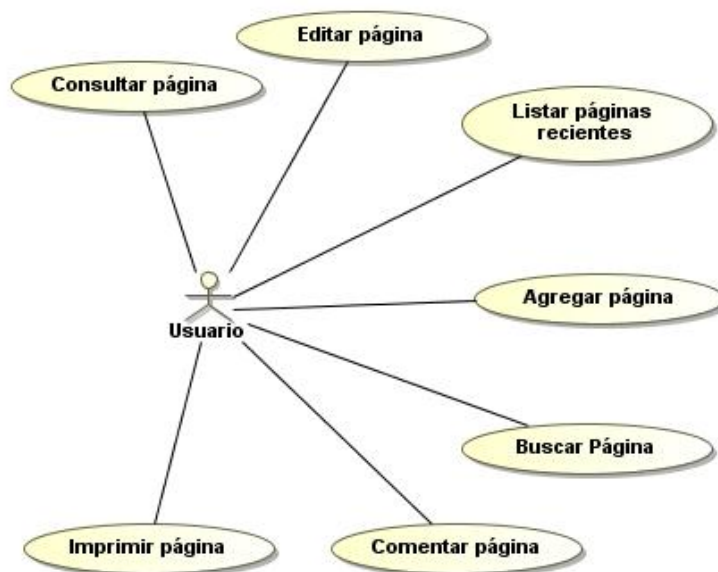 Editar página
Consultar página
Listar páginas
recientes
Agregar página
Usuario
Buscar Página
Imprimir página
Comentar página